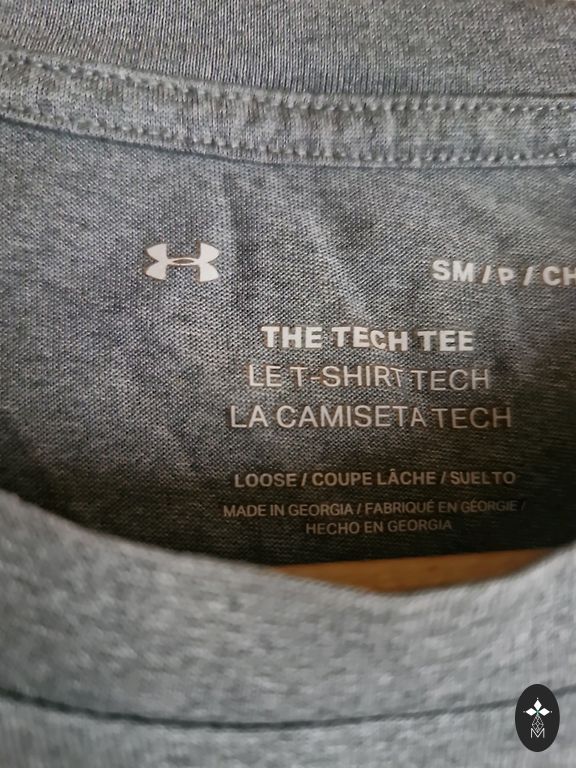 SM / P / CH
THE TECH TEE
LE T-SHIRT TECH
LA CAMISETA TECH
LOOSE / COUPE LÂCHE / SUELTO
MADE IN GEORGIA / FABRIQUÉ EN GÉORGIE /
HECHO EN GEORGIA
M